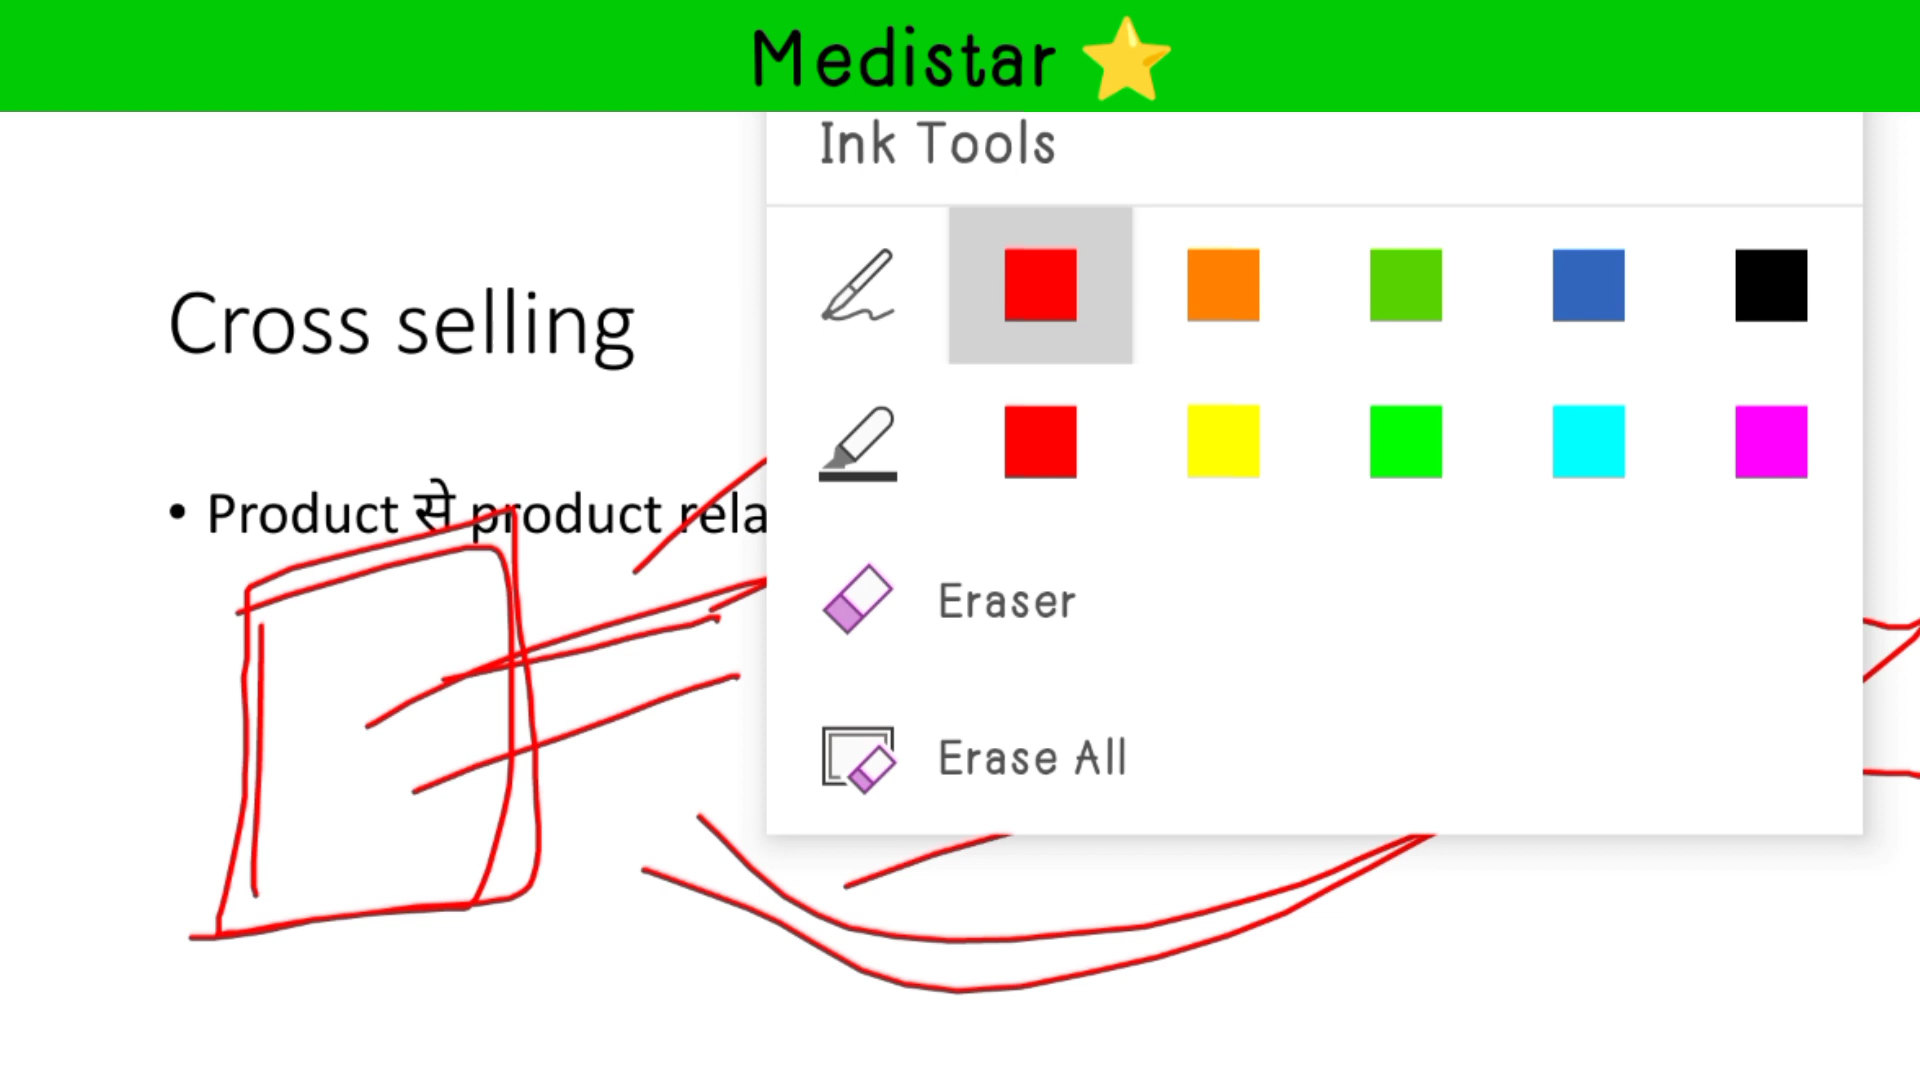 Medistar ⭐
Ink Tools
Cross selling
• Product से product rela
Eraser
Erase All